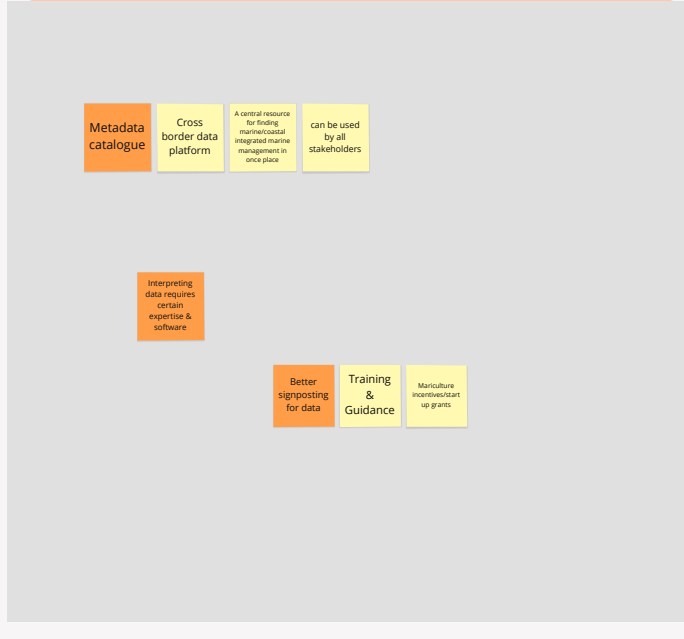 Metadata
catalogue
Cross
border data
platform
A central resource
for finding
marine/coastal
integrated marine
management in
once place
can be used
by all
stakeholders
Interpreting
data requires
certain
expertise &
software
Better
signposting
for data
Training
&
Guidance
Mariculture
incentives/start
up grants